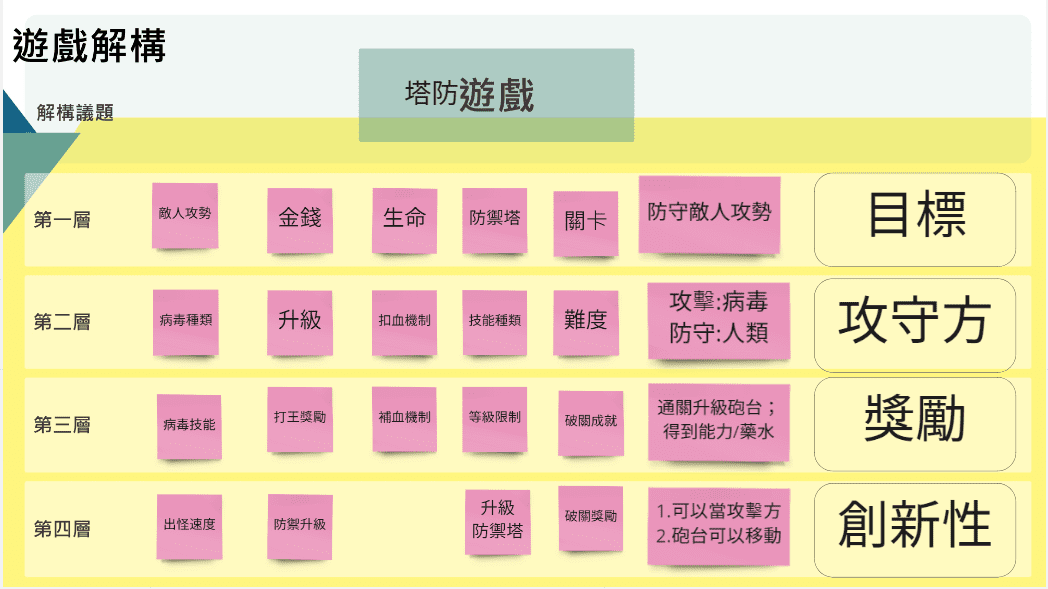 遊戲解構
塔防遊戲
解構議題
第一層
敵人攻勢
金錢
生命
防禦塔
關卡
防守敵人攻勢
目標
第二層
病毒種類
升級
扣血機制
技能種類
難度
攻擊:病毒
防守:人類
攻守方
第三層
病毒技能
打王獎勵
補血機制
等級限制
破關成就
通關升級砲台；
得到能力/藥水
獎勵
第四層
出怪速度
防禦升級
升級
防禦塔
破關獎勵
1.可以當攻擊方
2.砲台可以移動
創新性